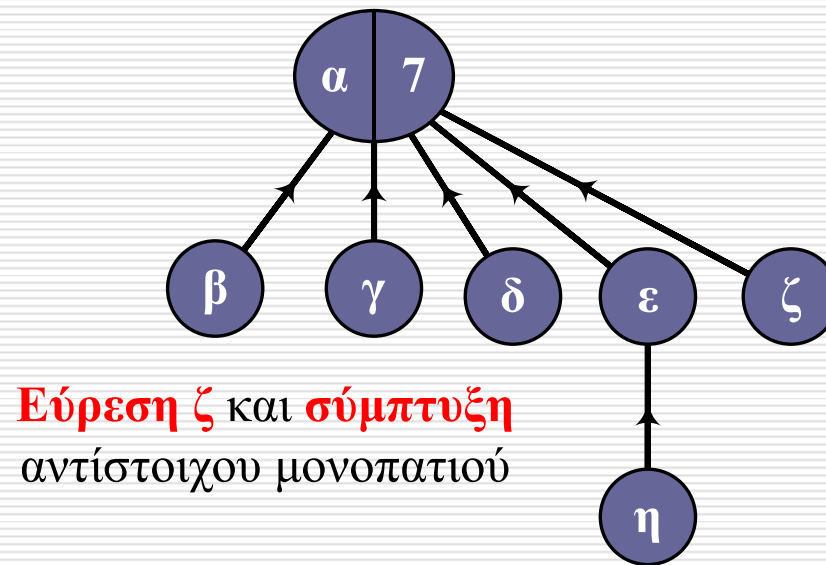 α 7
β γ δ ε ζ
Εύρεση ζ και σύμπτυξη
αντίστοιχου μονοπατιού
η